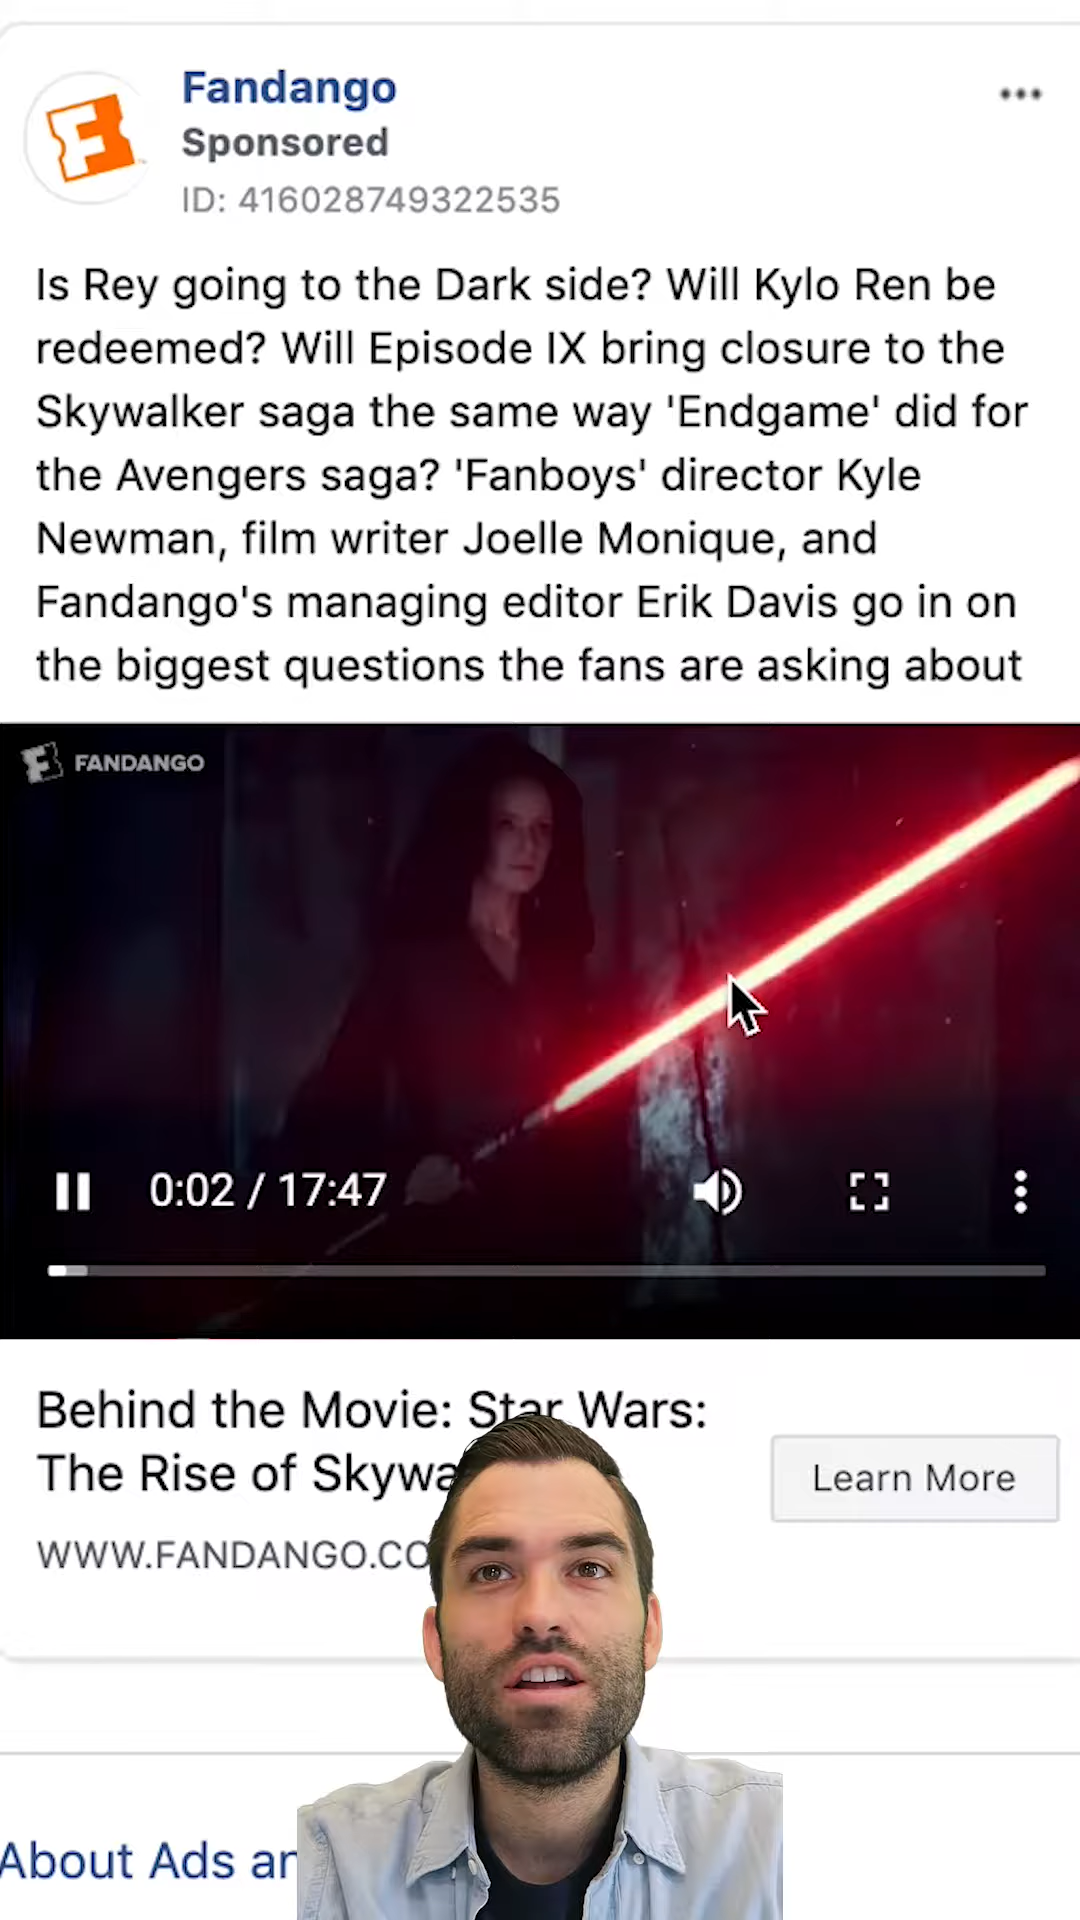 Fandango
Sponsored
ID: 416028749322535
Is Rey going to the Dark side? Will Kylo Ren be
redeemed? Will Episode IX bring closure to the
Skywalker saga the same way 'Endgame' did for
the Avengers saga? 'Fanboys' director Kyle
Newman, film writer Joelle Monique, and
Fandango's managing editor Erik Davis go in on
the biggest questions the fans are asking about
FANDANGO
0:02 / 17:47
Behind the Movie: Star Wars:
The Rise of Skywa
Learn More
WWW.FANDANGO.CO
About Ads an